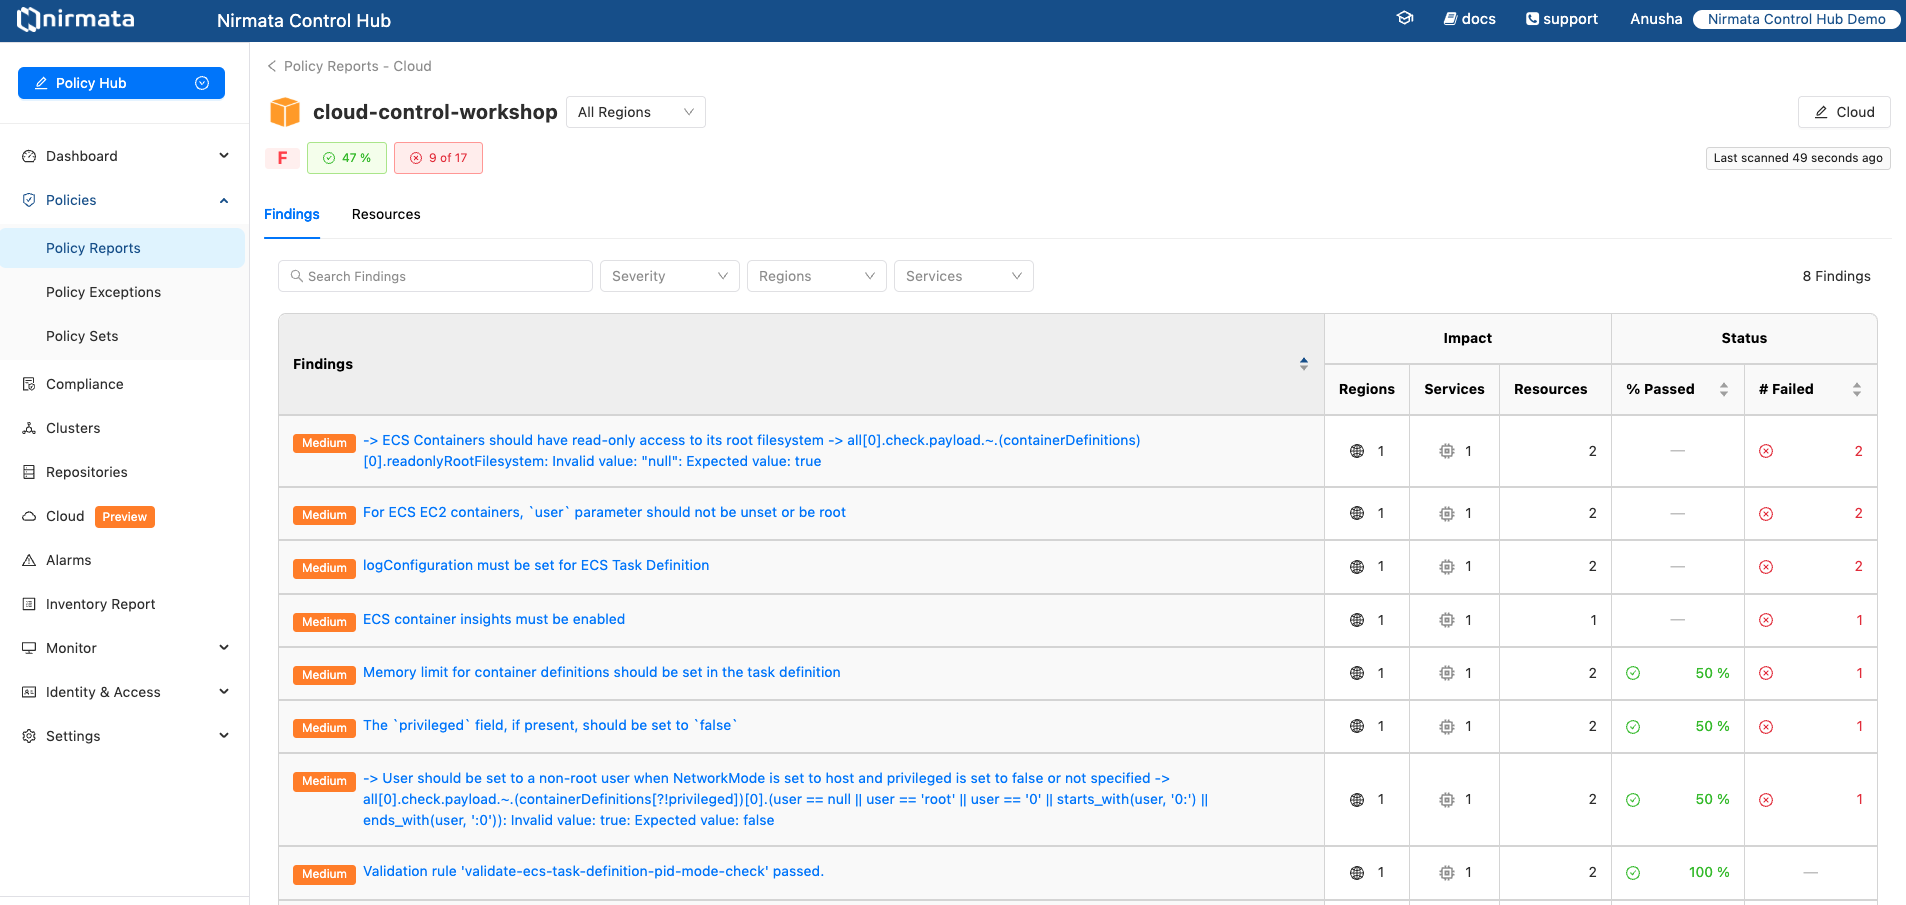 nirmata
Nirmata Control Hub
docs
support
Anusha
Nirmata Control Hub Demo
Policy Hub
Dashboard
Policies
Policy Reports
Policy Exceptions
Policy Sets
Compliance
Clusters
Repositories
Cloud Preview
Alarms
Inventory Report
Monitor
Identity & Access
Settings
Policy Reports - Cloud
cloud-control-workshop
All Regions
Cloud
F
47 %
9 of 17
Last scanned 49 seconds ago
Findings
Resources
Search Findings
Severity
Regions
Services
8 Findings
Findings
Impact
Status
Regions
Services
Resources
% Passed
# Failed
Medium -> ECS Containers should have read-only access to its root filesystem -> all[0].check.payload.~.(containerDefinitions)
[0].readonlyRootFilesystem: Invalid value: "null": Expected value: true
1 1 2 — 2
Medium For ECS EC2 containers, `user` parameter should not be unset or be root
1 1 2 — 2
Medium logConfiguration must be set for ECS Task Definition
1 1 2 — 2
Medium ECS container insights must be enabled
1 1 1 — 1
Medium Memory limit for container definitions should be set in the task definition
1 1 2 50 % 1
Medium The `privileged` field, if present, should be set to `false`
1 1 2 50 % 1
Medium -> User should be set to a non-root user when NetworkMode is set to host and privileged is set to false or not specified ->
all[0].check.payload.~.(containerDefinitions[?!privileged])[0].(user == null || user == 'root' || user == '0' || starts_with(user, '0:') ||
ends_with(user, ':0')): Invalid value: true: Expected value: false
1 1 2 50 % 1
Medium Validation rule 'validate-ecs-task-definition-pid-mode-check' passed.
1 1 2 100 % —